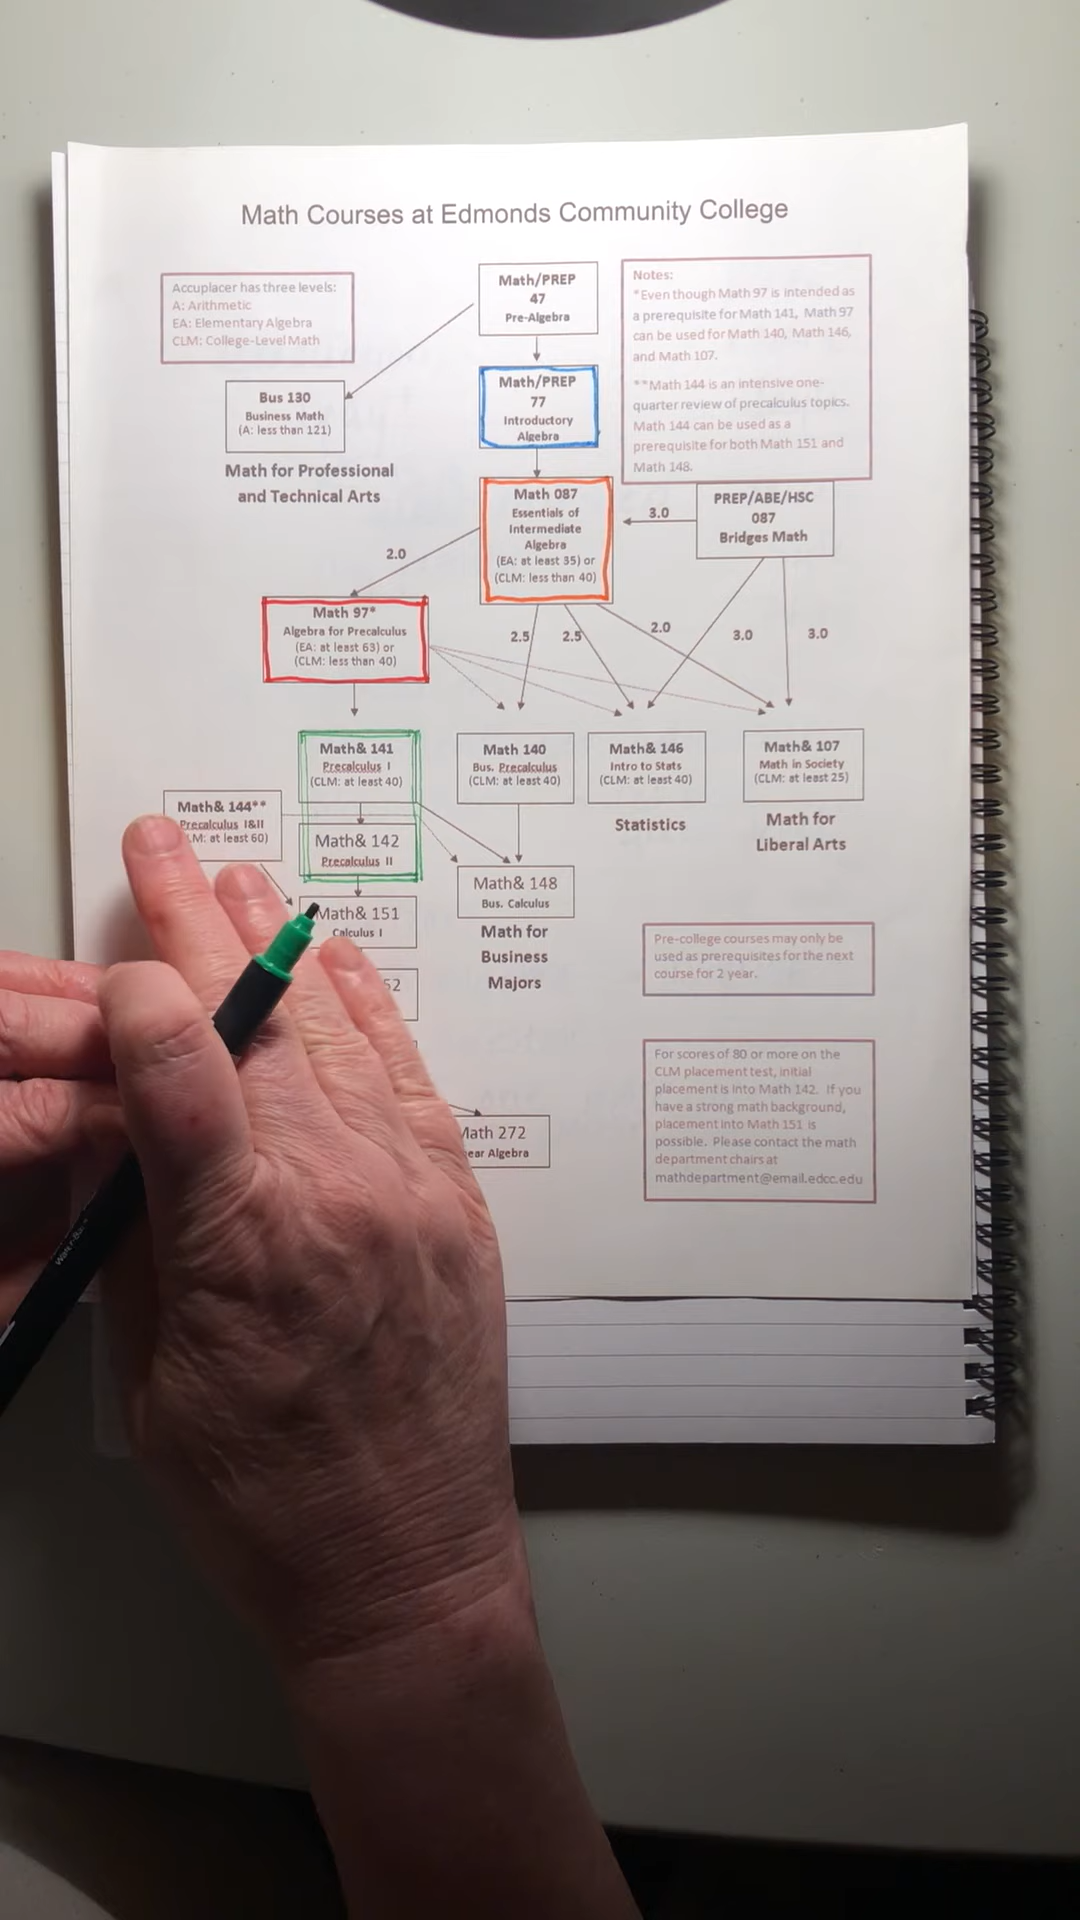 Math Courses at Edmonds Community College
Accuplacer has three levels:
A: Arithmetic
EA: Elementary Algebra
CLM: College-Level Math
Math/PREP
47
Pre-Algebra
Notes:
*Even though Math 97 is intended as
a prerequisite for Math 141, Math 97
can be used for Math 140, Math 146,
and Math 107.
**Math 144 is an intensive one-
quarter review of precalculus topics.
Math 144 can be used as a
prerequisite for both Math 151 and
Math 148.
Bus 130
Business Math
(A: less than 121)
Math for Professional
and Technical Arts
Math/PREP
77
Introductory
Algebra
Math 087
Essentials of
Intermediate
Algebra
(EA: at least 35) or
(CLM: less than 40)
3.0
PREP/ABE/HSC
087
Bridges Math
2.0
Math 97*
Algebra for Precalculus
(EA: at least 63) or
(CLM: less than 40)
2.5
2.5
2.0
3.0
3.0
Math& 141
Precalculus I
(CLM: at least 40)
Math 140
Bus. Precalculus
(CLM: at least 40)
Math& 146
Intro to Stats
(CLM: at least 40)
Statistics
Math& 107
Math in Society
(CLM: at least 25)
Math for
Liberal Arts
Math& 144**
Precalculus I&II
LM: at least 60)
Math& 142
Precalculus II
Math& 148
Bus. Calculus
Math for
Business
Majors
Math& 151
Calculus I
52
Pre-college courses may only be
used as prerequisites for the next
course for 2 year.
For scores of 80 or more on the
CLM placement test, initial
placement is into Math 142. If you
have a strong math background,
placement into Math 151 is
possible. Please contact the math
department chairs at
mathdepartment@email.edcc.edu
Math 272
ear Algebra